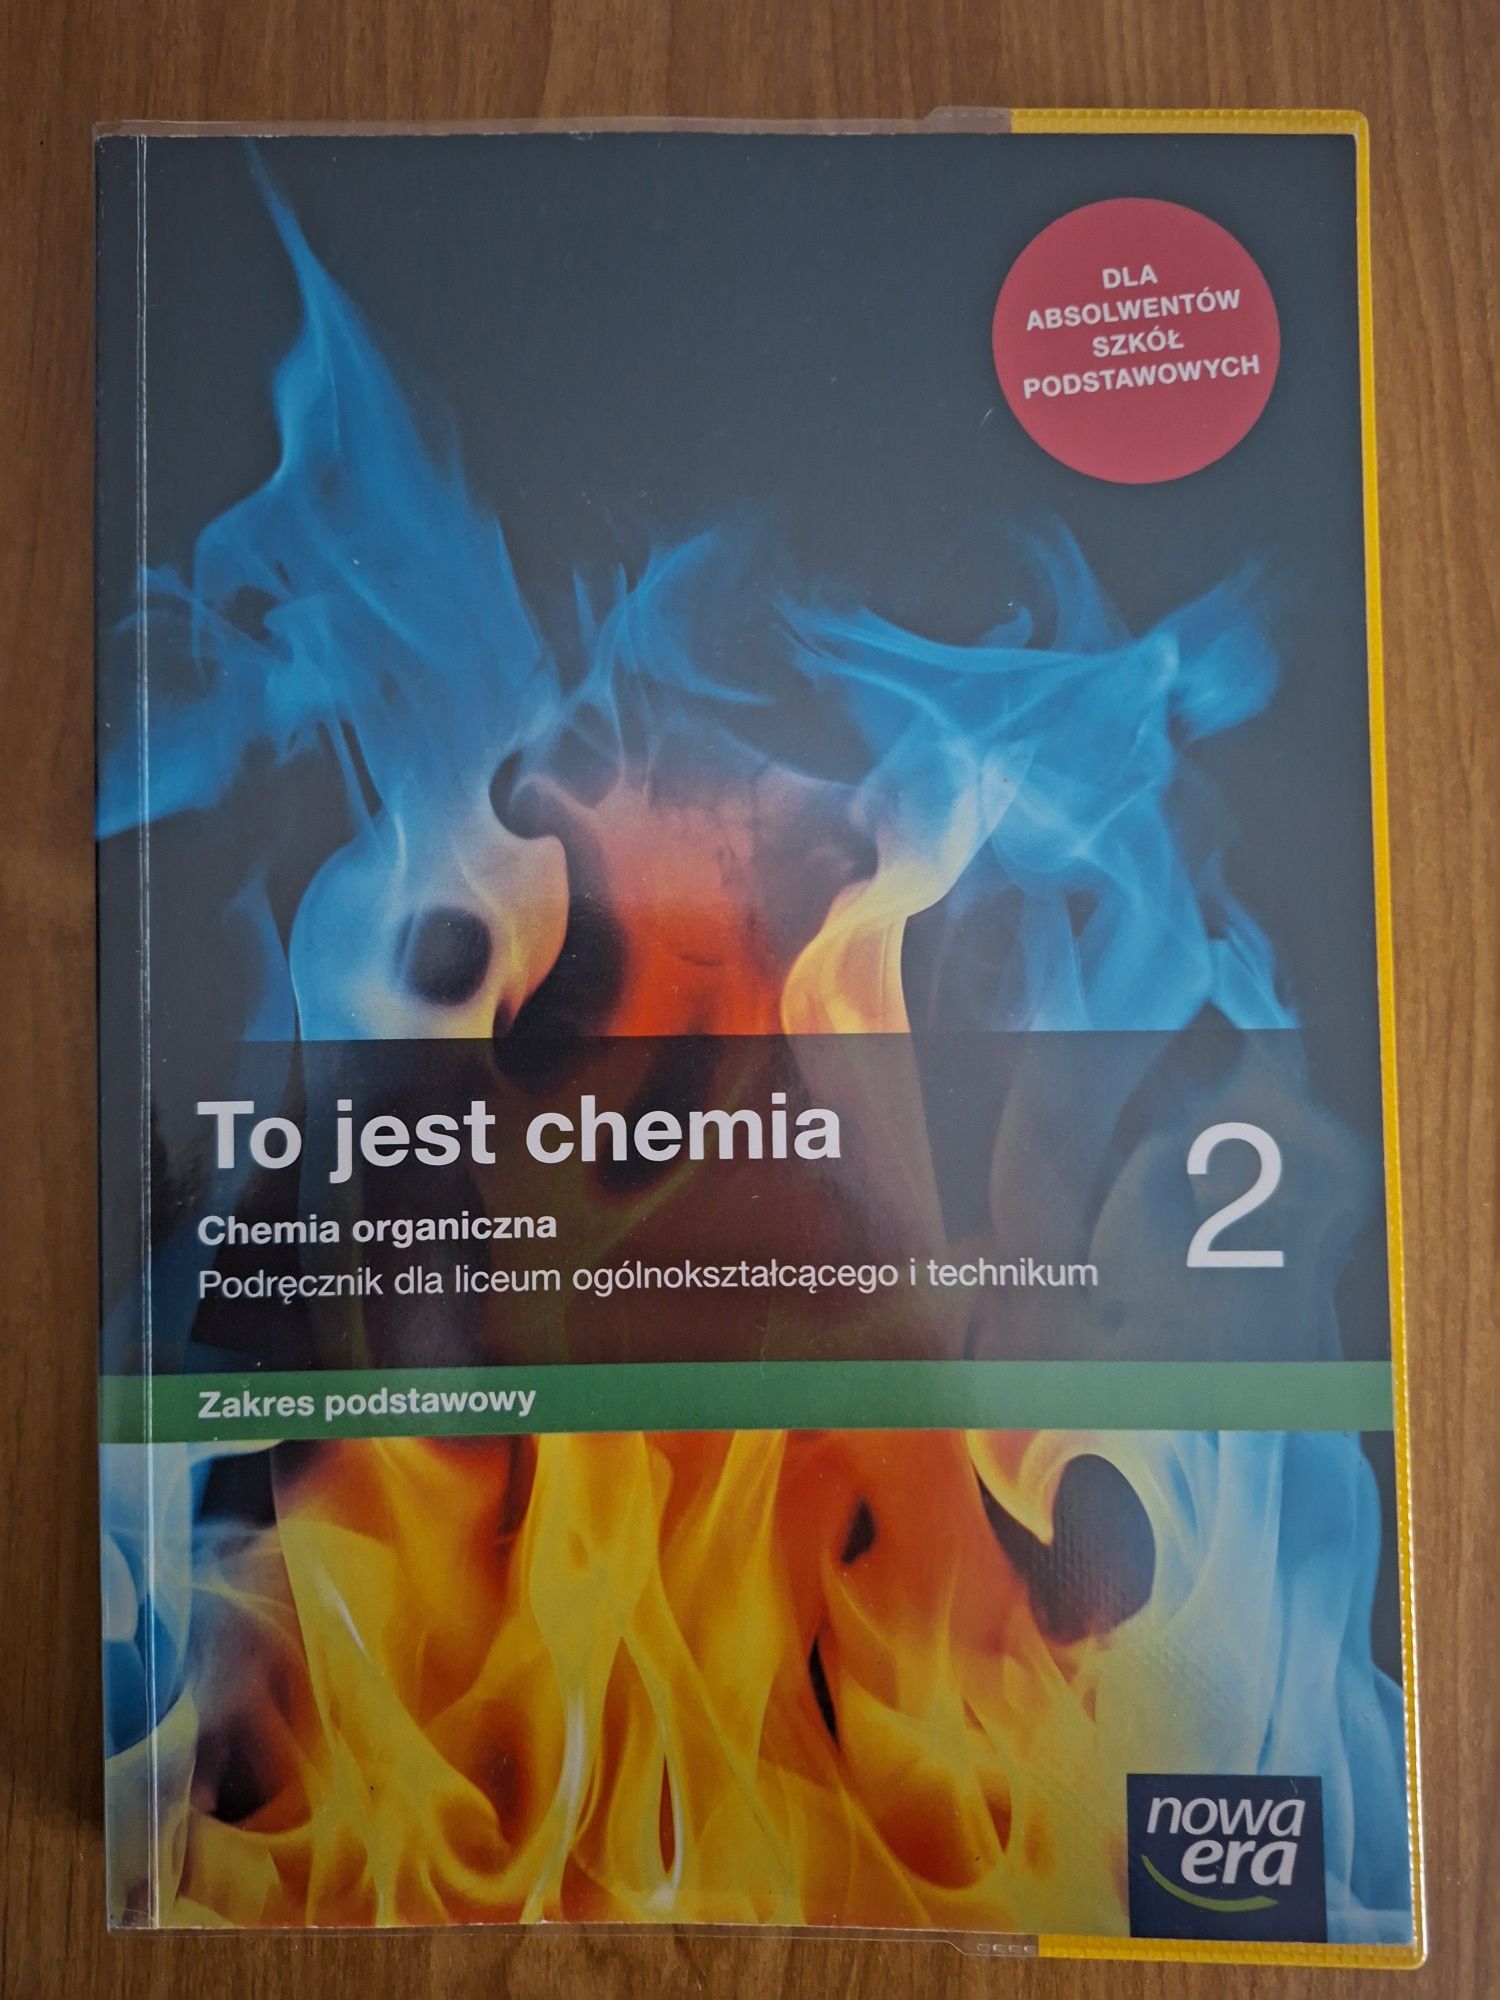 DLA
ABSOLWENTÓW
SZKÓŁ
PODSTAWOWYCH
To jest chemia
2
Chemia organiczna
Podręcznik dla liceum ogólnokształcącego i technikum
Zakres podstawowy
nowa
era